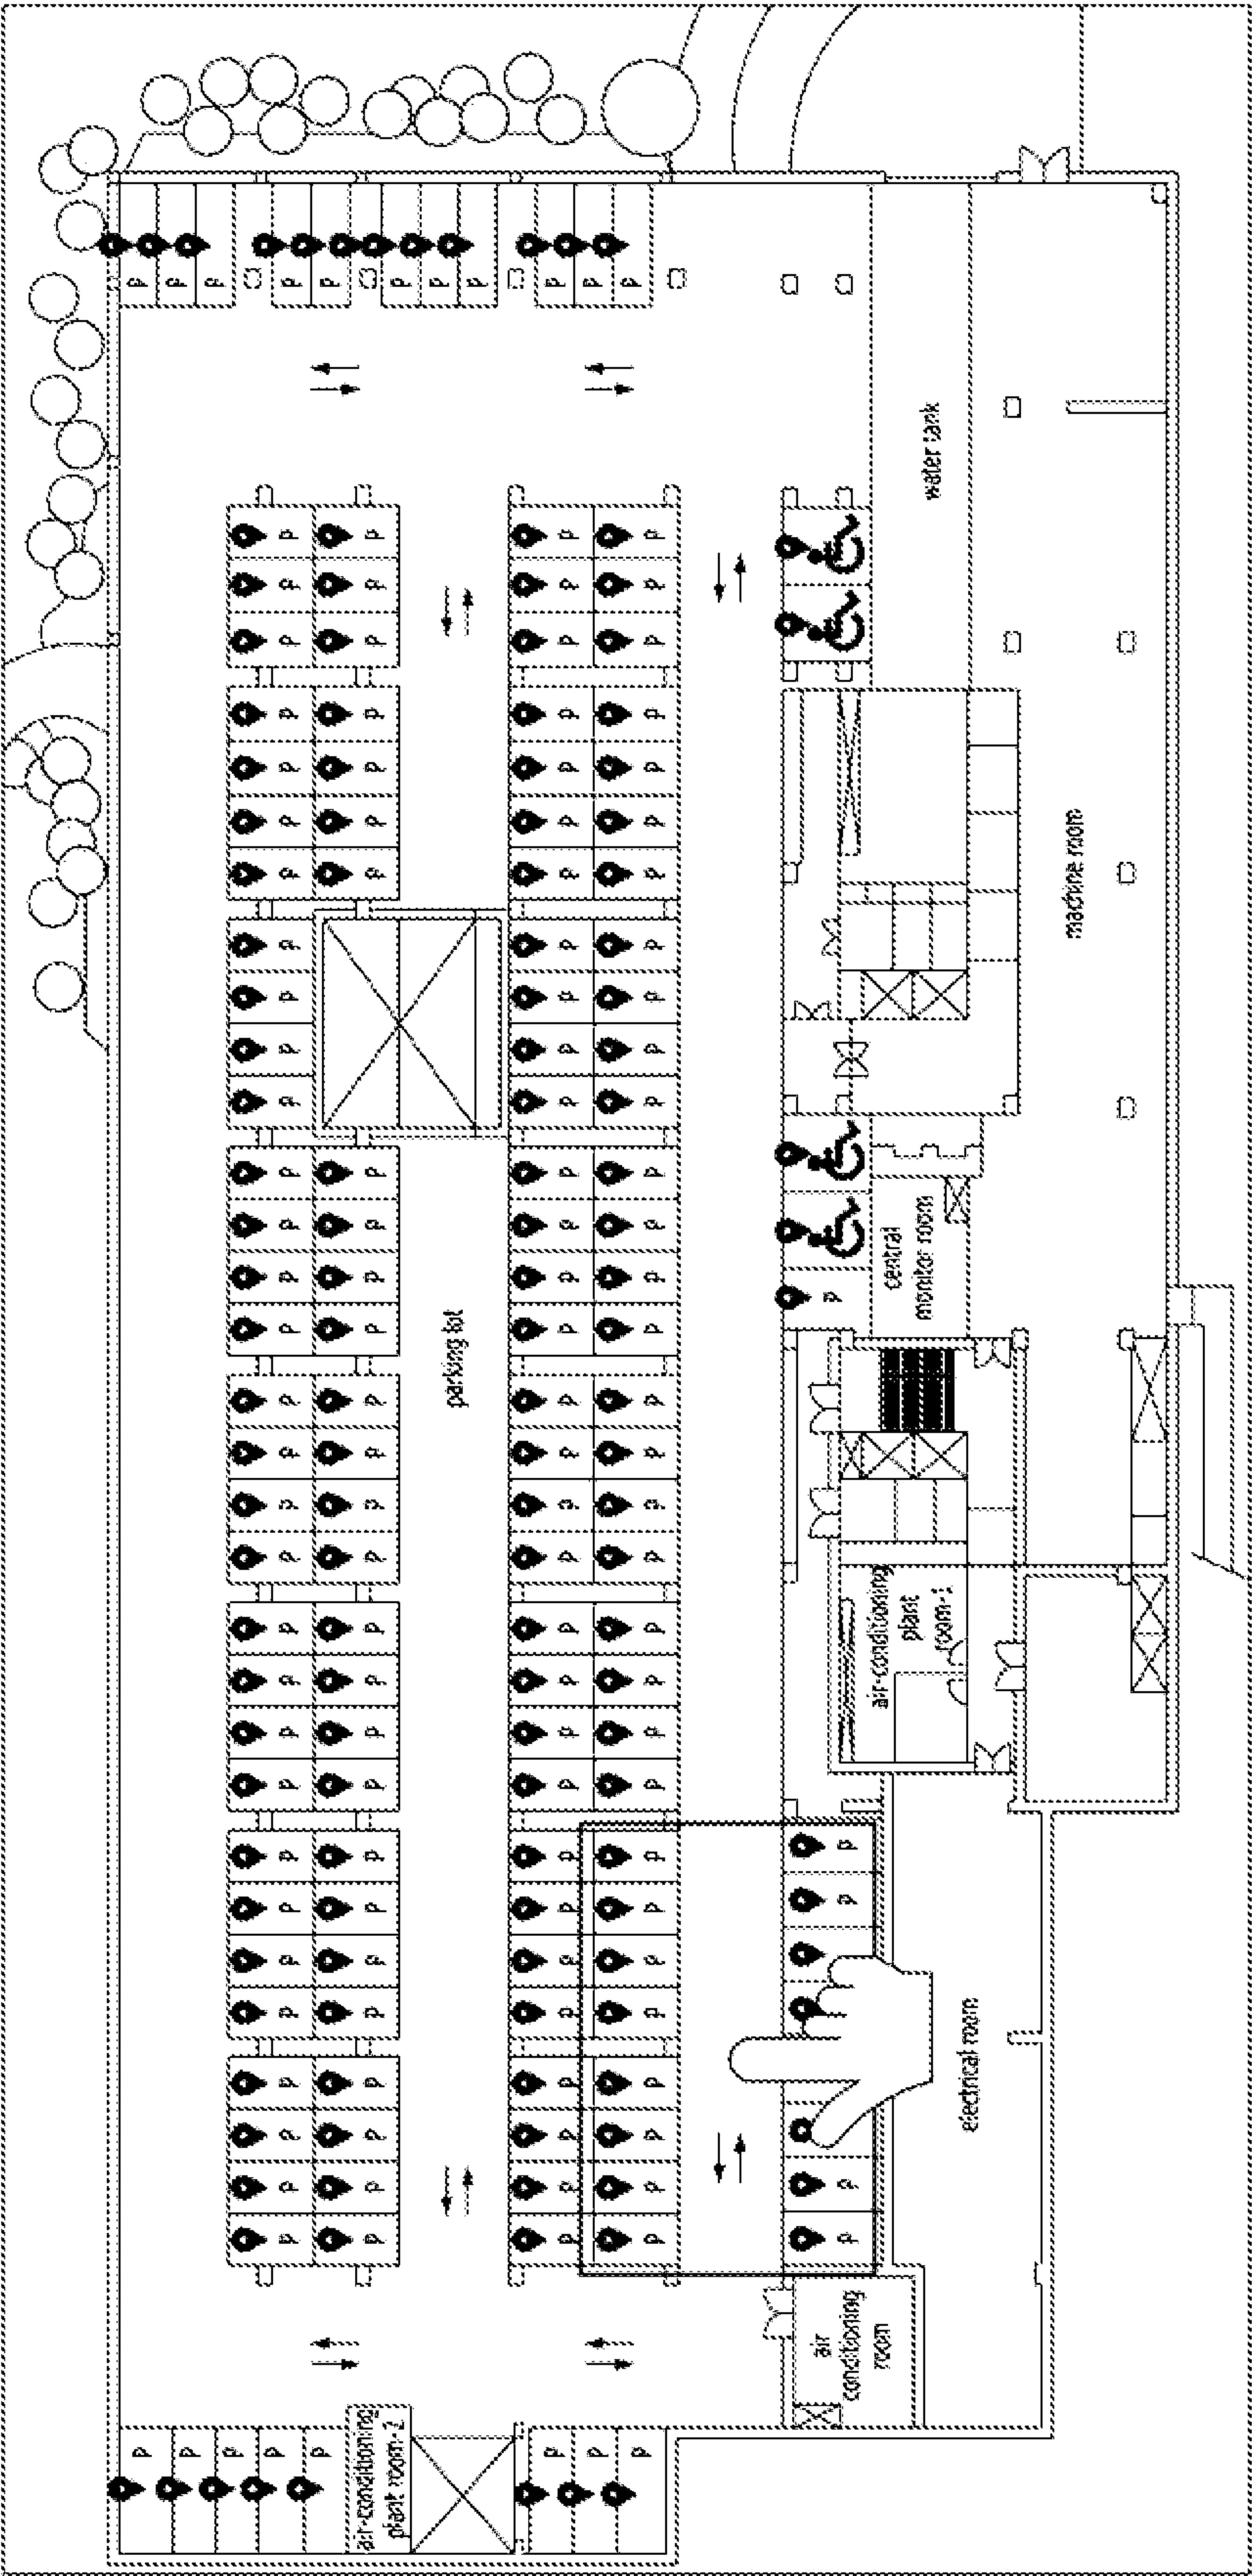 P
P
P
P
P
P
P
P
P P P P P P P P P P P P P P P P P P P P P P P P P P P P P P P
P P P P P P P P P P P P P P P P P P P P P P P P P P P
P
P
P
P
P
P
P
P
P
P
P
air-conditioning
plant room-2
parking lot
P P P P P P P P P P P P P P P P P P P P P P P P P P P P P P P
P P P P P P P P P P P P P P P P P P P P P P P P P P P P P P P
P P P P P
air
conditioning
room
air-conditioning
plant
room-1
central
monitor room
water tank
electrical room
machine room